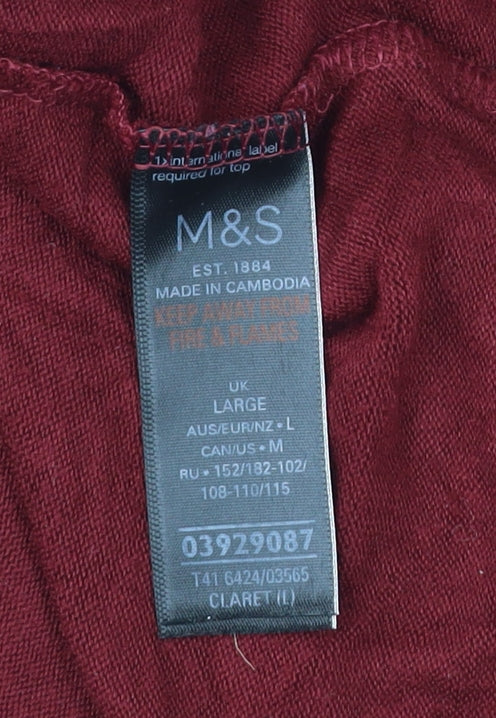 1x international label
required for top
M&S
EST. 1884
MADE IN CAMBODIA
KEEP AWAY FROM
FIRE & FLAMES
UK
LARGE
AUS/EUR/NZ • L
CAN/US • M
RU • 152/182-102/
108-110/115
03929087
T41 6424/03565
CLARET (L)